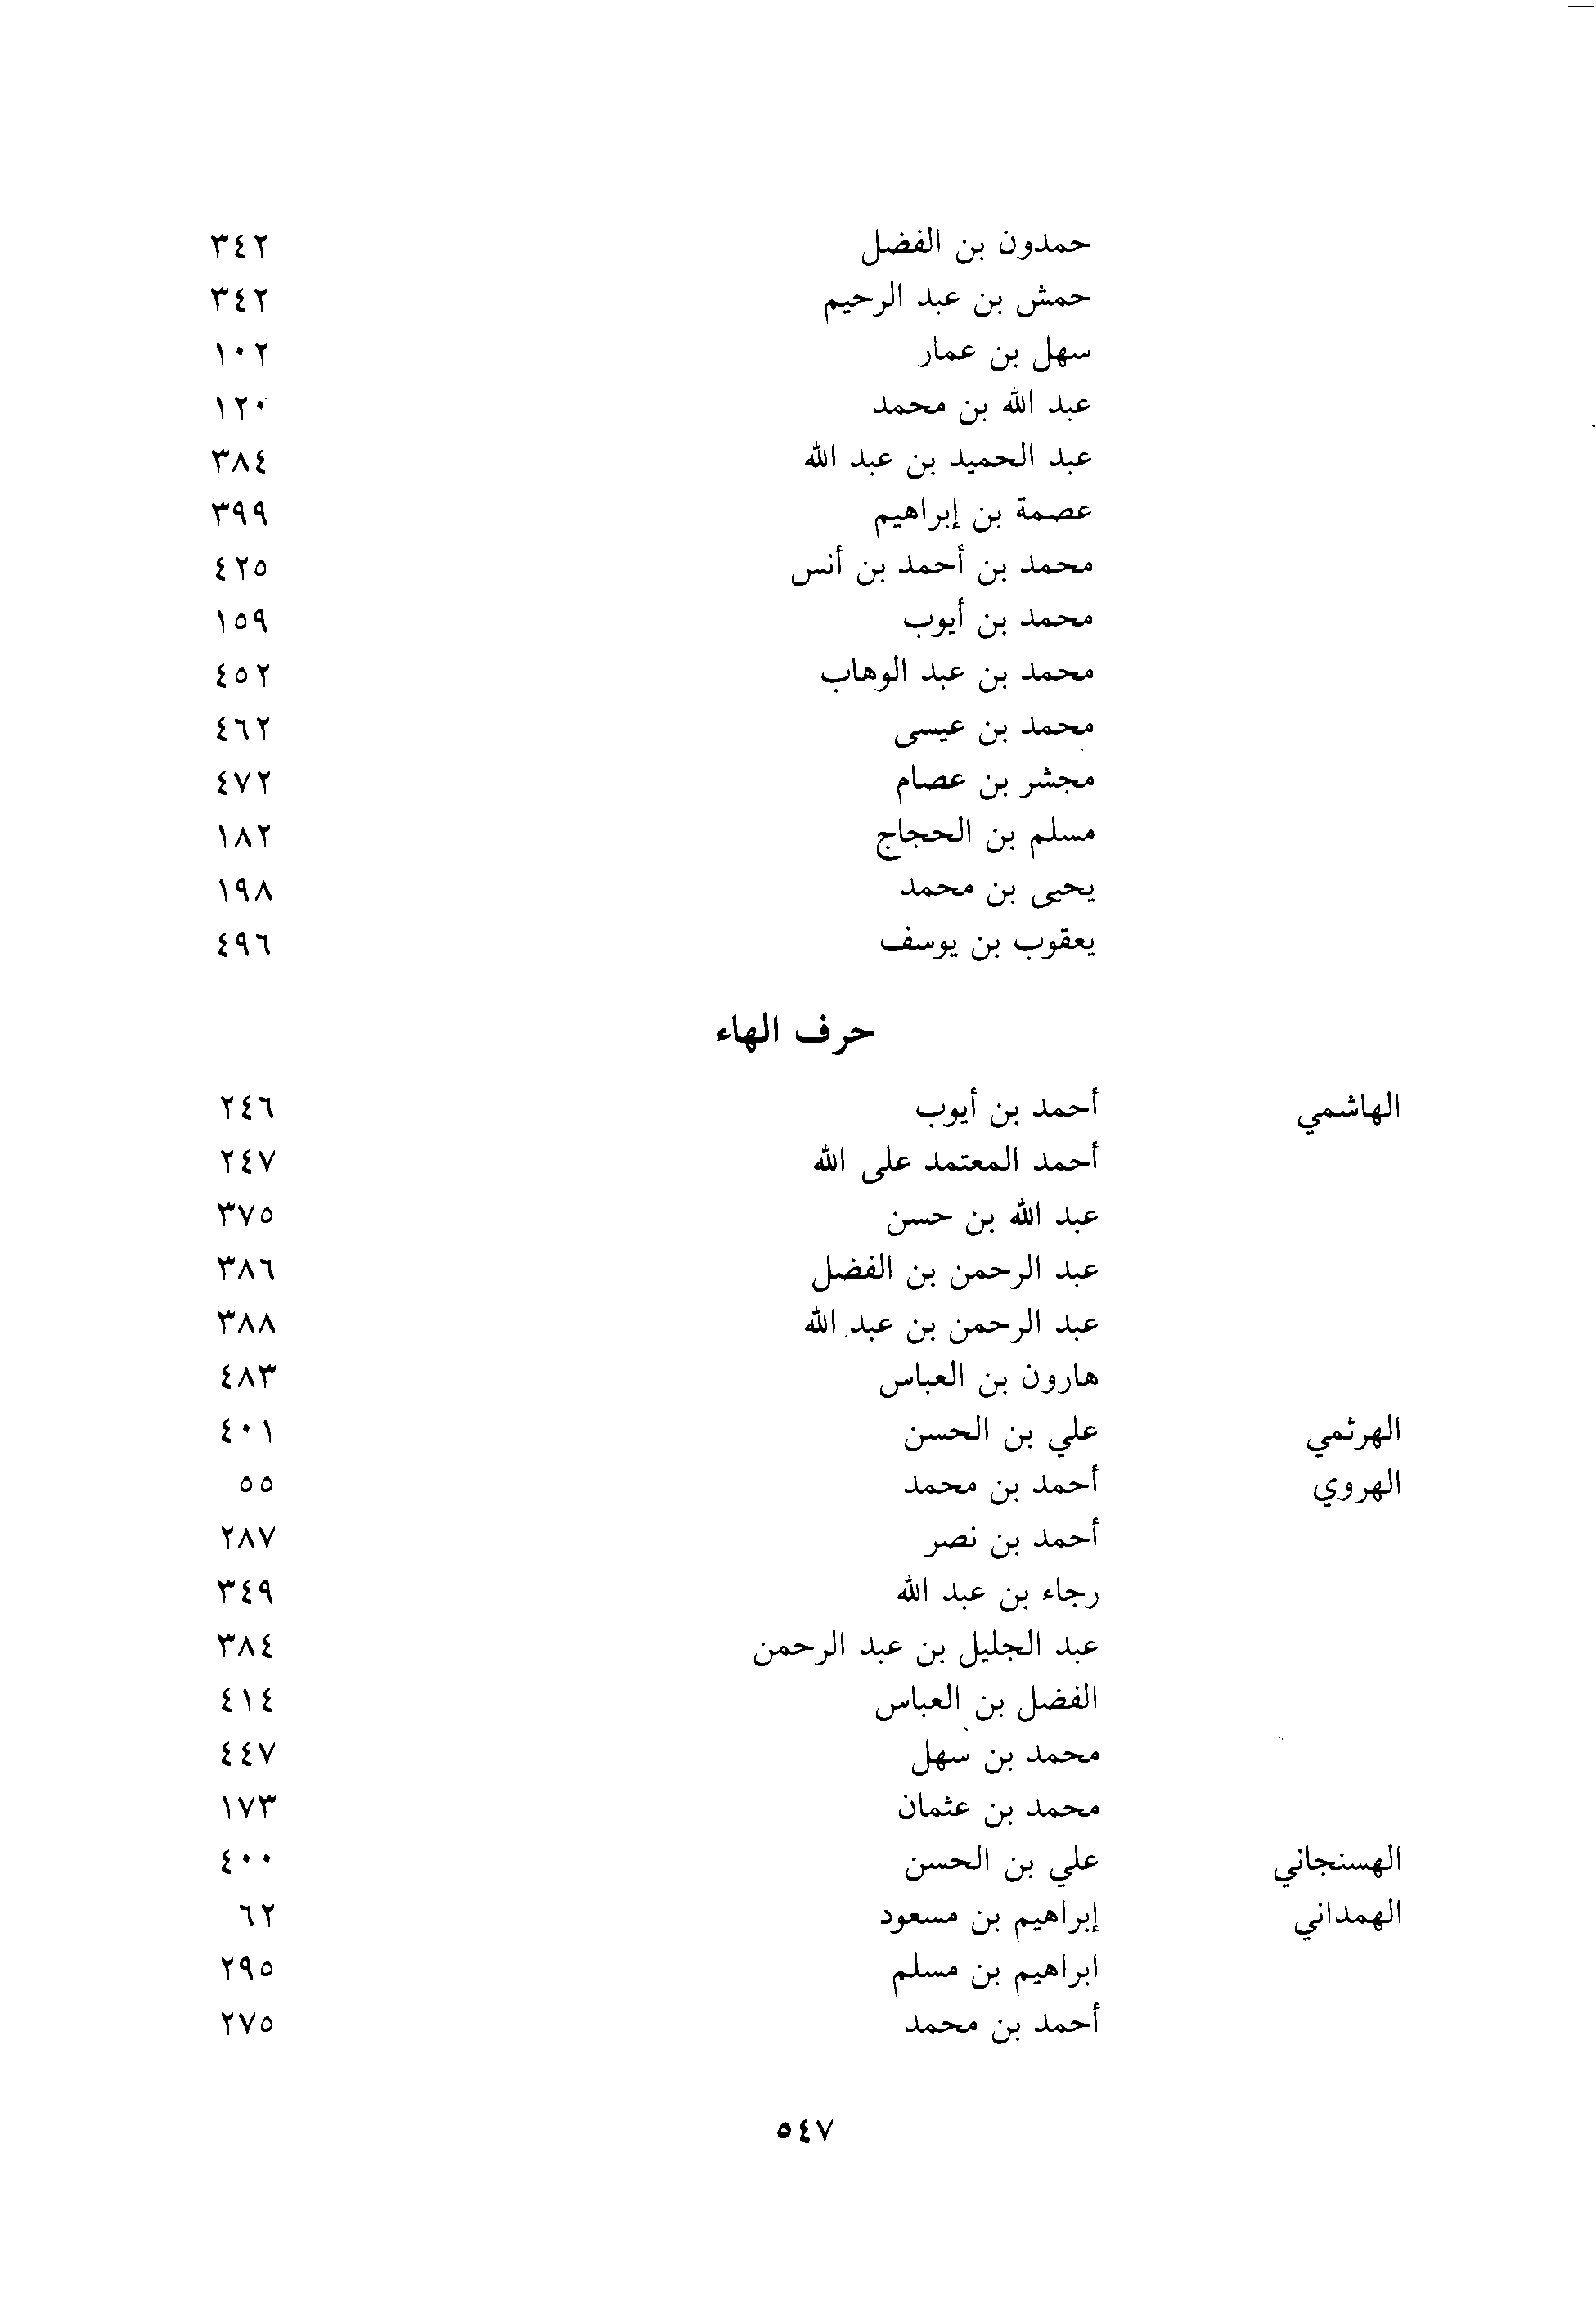 حمدون بن الفضل ٣٤٢
حمش بن عبد الرحيم ٣٤٢
سهل بن عمار ١٠٢
عبد الله بن محمد ١٢٠
عبد الحميد بن عبد الله ٣٨٤
عصمة بن إبراهيم ٣٩٩
محمد بن أحمد بن أنس ٤٢٥
محمد بن أيوب ١٥٩
محمد بن عبد الوهاب ٤٥٢
محمد بن عيسى ٤٦٢
مجشر بن عصام ٤٧٢
مسلم بن الحجاج ١٨٢
يحيى بن محمد ١٩٨
يعقوب بن يوسف ٤٩٦
حرف الهاء
الهاشمي أحمد بن أيوب ٢٤٦
أحمد المعتمد على الله ٢٤٧
عبد الله بن حسن ٣٧٥
عبد الرحمن بن الفضل ٣٨٦
عبد الرحمن بن عبد الله ٣٨٨
هارون بن العباس ٤٨٣
الهرثمي علي بن الحسن ٤٠١
الهروي أحمد بن محمد ٥٥
أحمد بن نصر ٢٨٧
رجاء بن عبد الله ٣٤٩
عبد الجليل بن عبد الرحمن ٣٨٤
الفضل بن العباس ٤١٤
محمد بن سهل ٤٤٧
محمد بن عثمان ١٧٣
الهسنجاني علي بن الحسن ٤٠٠
الهمداني إبراهيم بن مسعود ٦٢
ابراهيم بن مسلم ٢٩٥
أحمد بن محمد ٢٧٥
٥٤٧